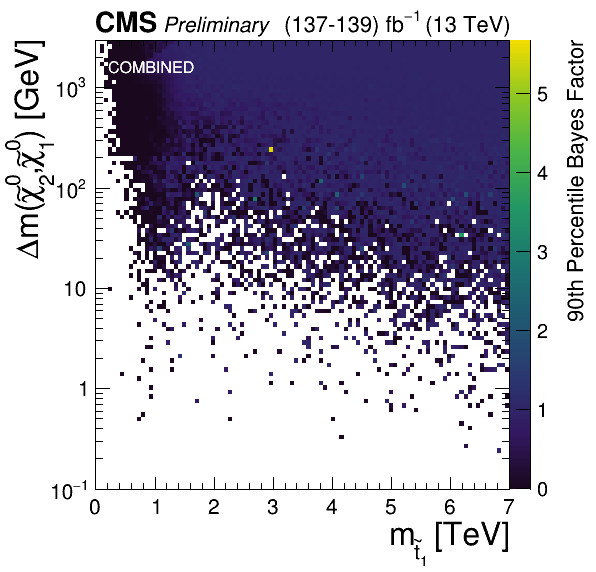 CMS Preliminary (137-139) fb⁻¹ (13 TeV)
COMBINED
Δm(χ̃⁰₂,χ̃⁰₁) [GeV]
10³
10²
10
1
10⁻¹
0 1 2 3 4 5 6 7
m_t̃₁ [TeV]
5
4
3
2
1
0
90th Percentile Bayes Factor